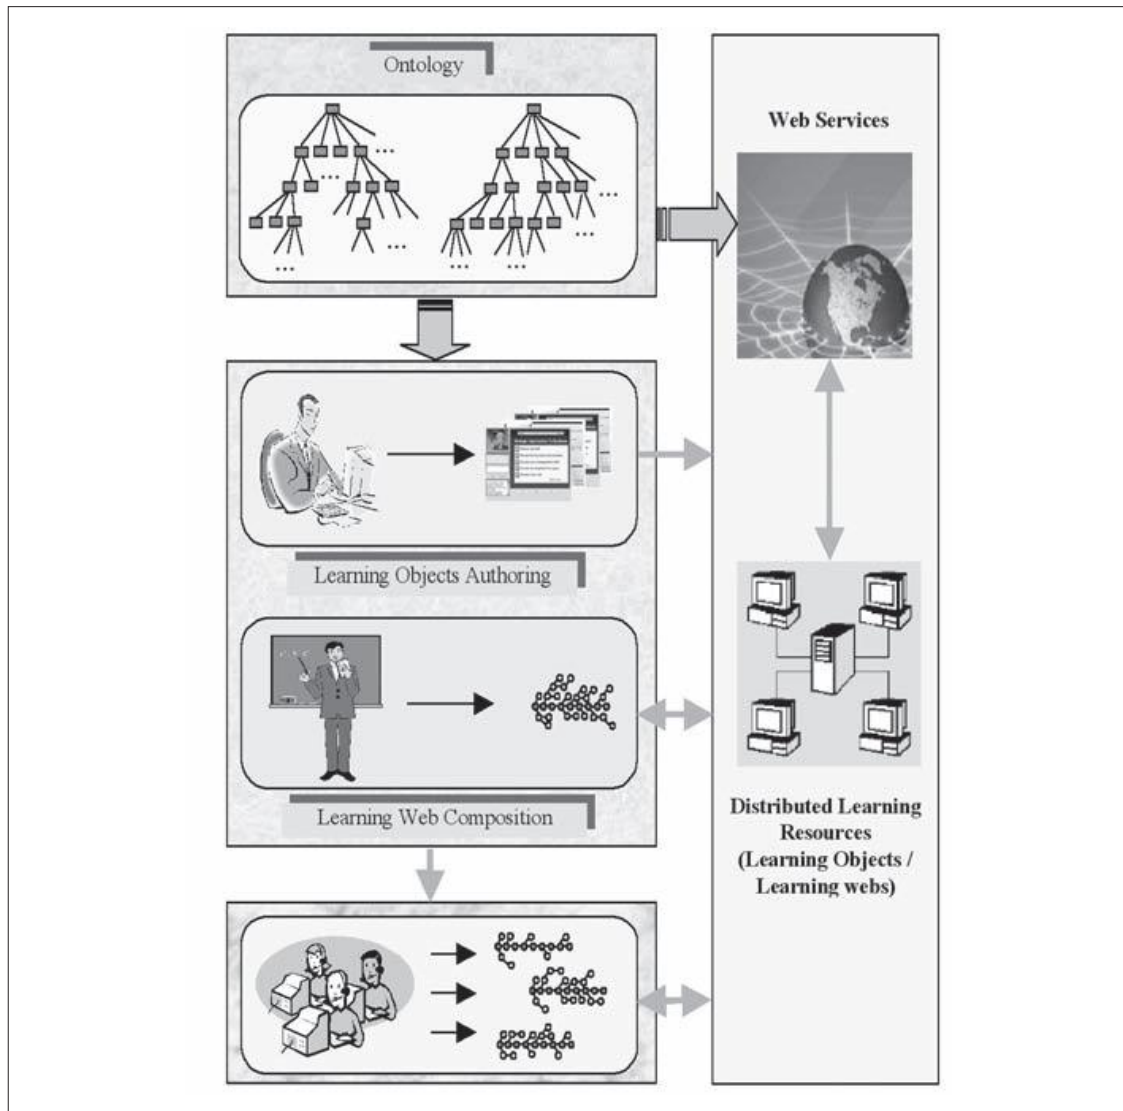 Ontology
Web Services
Learning Objects Authoring
Learning Web Composition
Distributed Learning
Resources
(Learning Objects /
Learning webs)